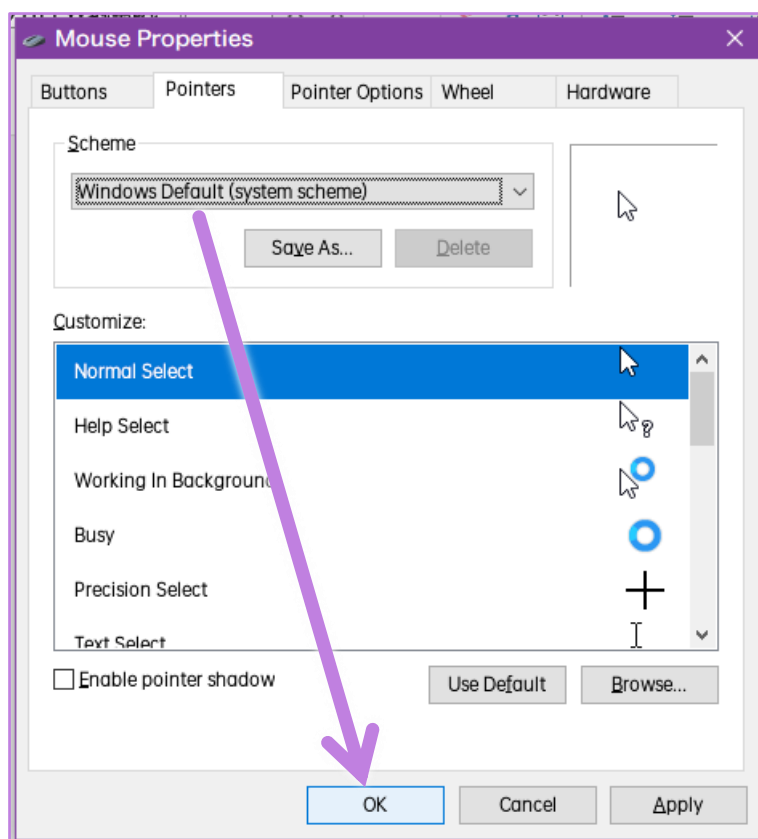 Mouse Properties
Buttons Pointers Pointer Options Wheel Hardware
Scheme
Windows Default (system scheme)
Save As... Delete
Customize:
Normal Select
Help Select
Working In Background
Busy
Precision Select
Text Select
Enable pointer shadow Use Default Browse...
OK Cancel Apply